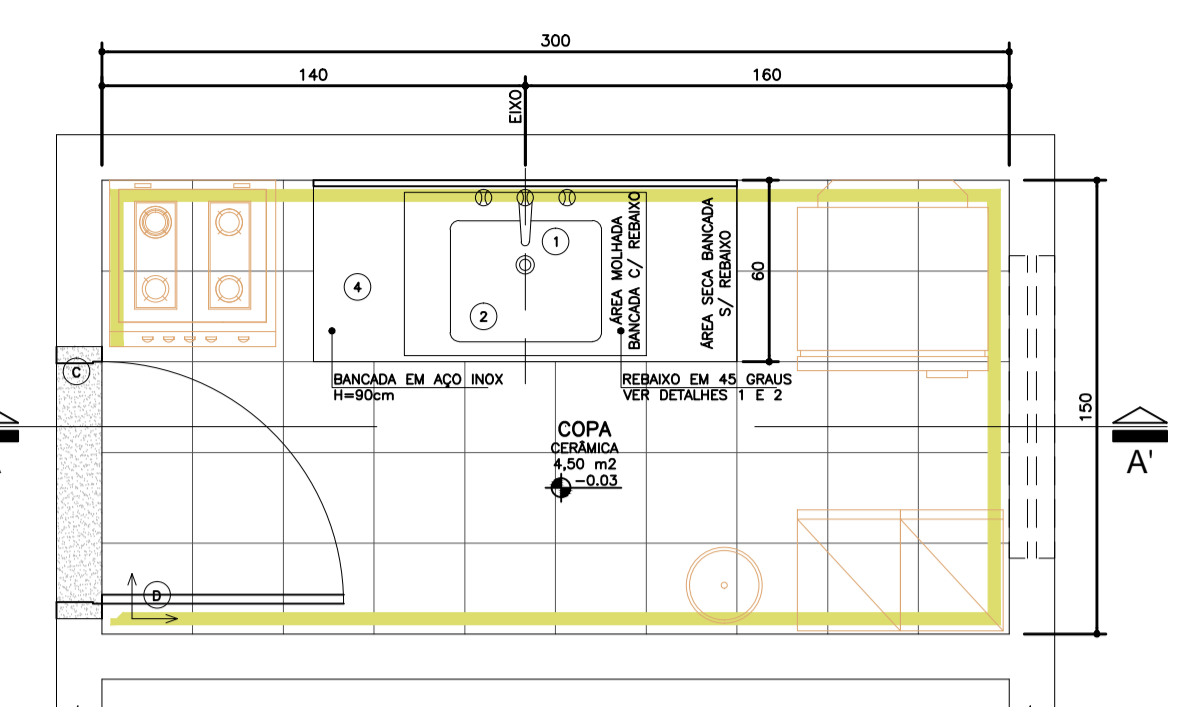 300
140
160
EIXO
1
2
4
ÁREA MOLHADA
BANCADA C/ REBAIXO
ÁREA SECA BANCADA
S/ REBAIXO
60
C
BANCADA EM AÇO INOX
H=90cm
REBAIXO EM 45 GRAUS
VER DETALHES 1 E 2
150
COPA
CERÂMICA
4,50 m2
-0.03
A'
D